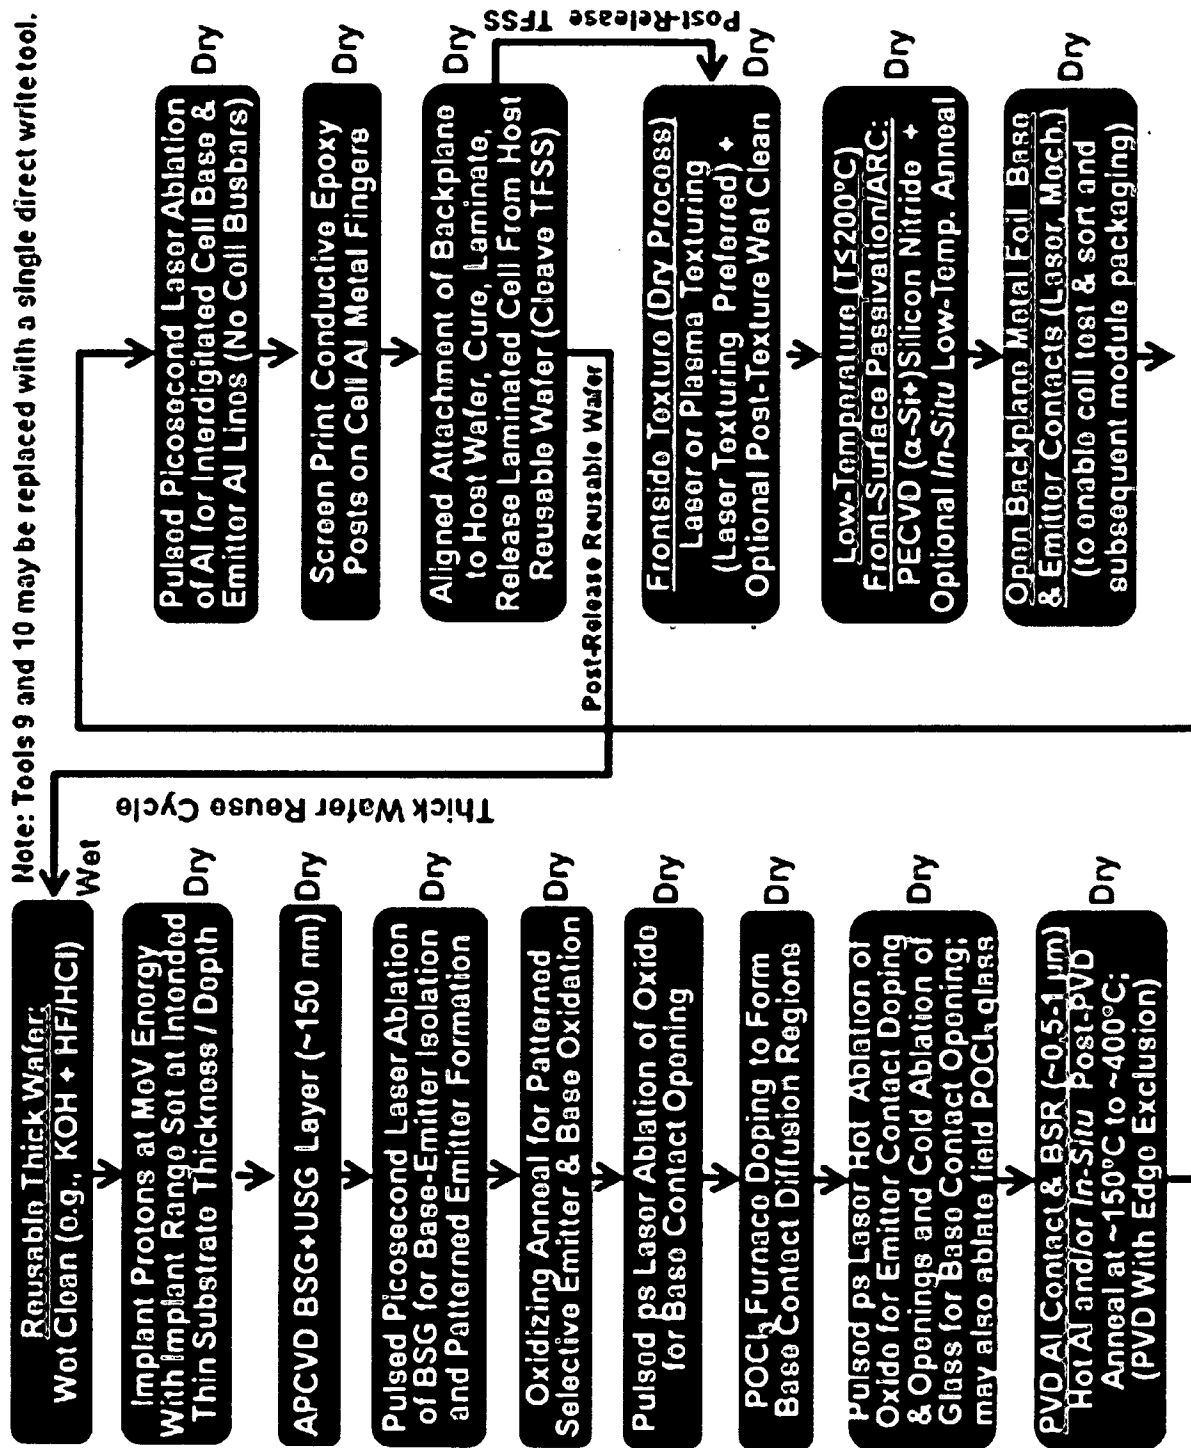 Note: Tools 9 and 10 may be replaced with a single direct write tool.
Reusable Thick Wafer:
Wet Clean (e.g., KOH + HF/HCl)
Wet
Implant Protons at MeV Energy
With Implant Range Set at Intended
Thin Substrate Thickness / Depth
Dry
APCVD BSG+USG Layer (~150 nm)
Dry
Pulsed Picosecond Laser Ablation
of BSG for Base-Emitter Isolation
and Patterned Emitter Formation
Dry
Oxidizing Anneal for Patterned
Selective Emitter & Base Oxidation
Dry
Pulsed ps Laser Ablation of Oxide
for Base Contact Opening
Dry
POCl₃ Furnace Doping to Form
Base Contact Diffusion Regions
Dry
Pulsed ps Laser Hot Ablation of
Oxide for Emitter Contact Doping
& Openings and Cold Ablation of
Glass for Base Contact Opening;
may also ablate field POCl₃ glass
Dry
PVD Al Contact & BSR (~0.5-1 µm)
Hot Al and/or In-Situ Post-PVD
Anneal at ~150ºC to ~400ºC;
(PVD With Edge Exclusion)
Dry
Thick Wafer Reuse Cycle
Pulsed Picosecond Laser Ablation
of Al for Interdigitated Cell Base &
Emitter Al Lines (No Cell Busbars)
Dry
Screen Print Conductive Epoxy
Posts on Cell Al Metal Fingers
Dry
Aligned Attachment of Backplane
to Host Wafer, Cure, Laminate,
Release Laminated Cell From Host
Reusable Wafer (Cleave TFSS)
Dry
Post-Release Reusable Wafer
Post-Release TFSS
Frontside Texture (Dry Process)
Laser or Plasma Texturing
(Laser Texturing Preferred) +
Optional Post-Texture Wet Clean
Dry
Low-Temperature (T≤200ºC)
Front-Surface Passivation/ARC:
PECVD (α-Si+)Silicon Nitride +
Optional In-Situ Low-Temp. Anneal
Dry
Open Backplane Metal Foil Base
& Emitter Contacts (Laser, Mech.)
(to enable cell test & sort and
subsequent module packaging)
Dry